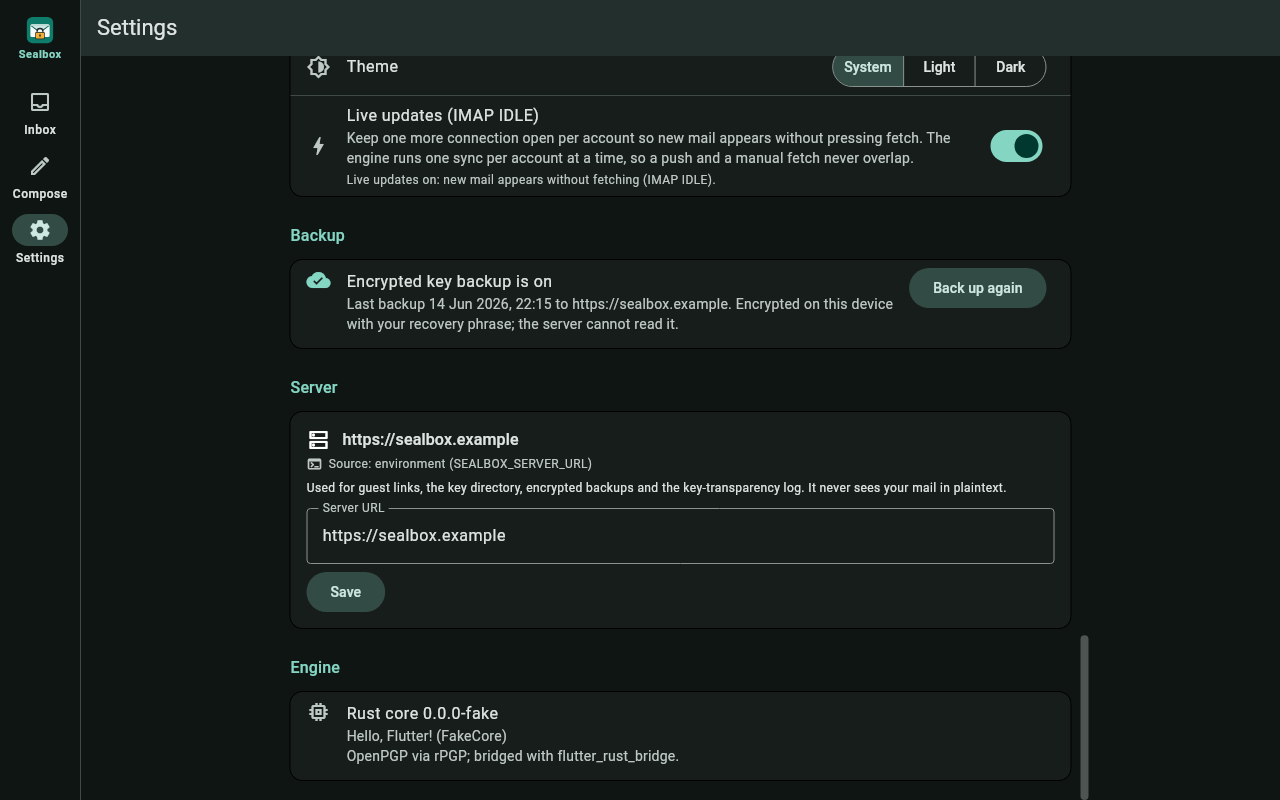 Settings
Sealbox
Inbox
Compose
Settings
Theme
System
Light
Dark
Live updates (IMAP IDLE)
Keep one more connection open per account so new mail appears without pressing fetch. The
engine runs one sync per account at a time, so a push and a manual fetch never overlap.
Live updates on: new mail appears without fetching (IMAP IDLE).
Backup
Encrypted key backup is on
Last backup 14 Jun 2026, 22:15 to https://sealbox.example. Encrypted on this device
with your recovery phrase; the server cannot read it.
Back up again
Server
https://sealbox.example
Source: environment (SEALBOX_SERVER_URL)
Used for guest links, the key directory, encrypted backups and the key-transparency log. It never sees your mail in plaintext.
Server URL
https://sealbox.example
Save
Engine
Rust core 0.0.0-fake
Hello, Flutter! (FakeCore)
OpenPGP via rPGP; bridged with flutter_rust_bridge.